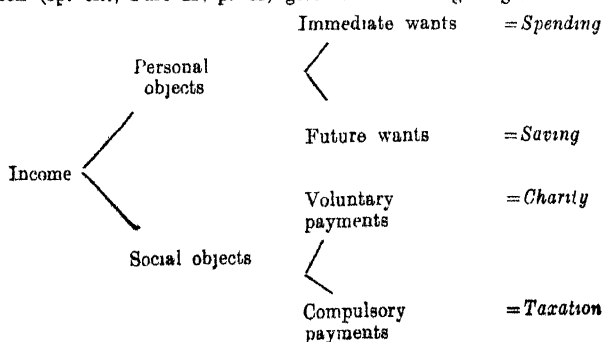 Immediate wants = Spending
Personal
objects
Future wants = Saving
Income
Voluntary = Charity
payments
Social objects
Compulsory = Taxation
payments